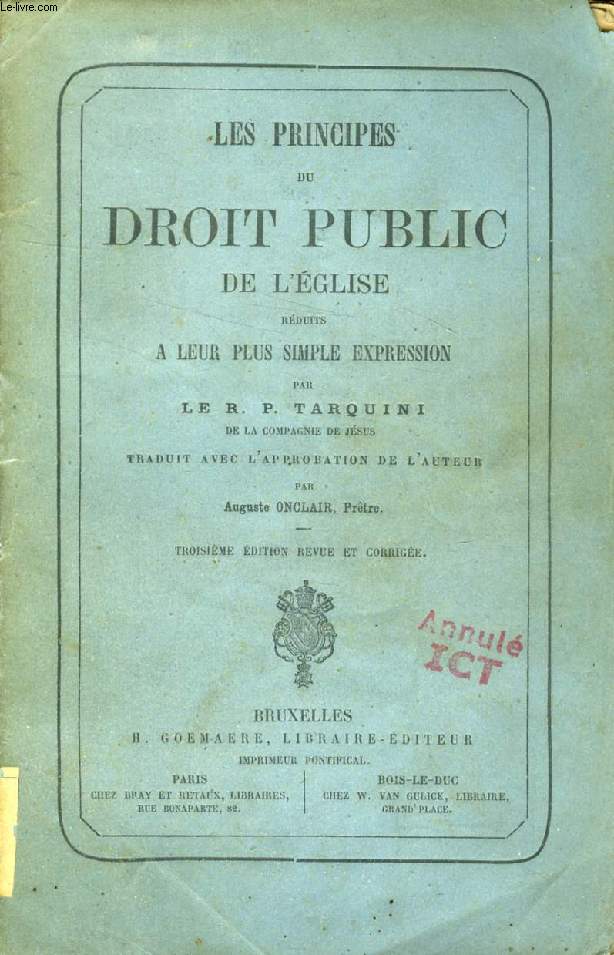 Le-livre.com
LES PRINCIPES
DU
DROIT PUBLIC
DE L'ÉGLISE
RÉDUITS
A LEUR PLUS SIMPLE EXPRESSION
PAR
LE R. P. TARQUINI
DE LA COMPAGNIE DE JÉSUS
TRADUIT AVEC L'APPROBATION DE L'AUTEUR
PAR
Auguste ONCLAIR, Prêtre.
TROISIÈME ÉDITION REVUE ET CORRIGÉE.
Annulé
ICT
BRUXELLES
H. GOEMAERE, LIBRAIRE-ÉDITEUR
IMPRIMEUR PONTIFICAL.
PARIS
CHEZ BRAY ET RETAUX, LIBRAIRES,
RUE BONAPARTE, 82.
BOIS-LE-DUC
CHEZ W. VAN GULICK, LIBRAIRE,
GRAND'PLACE.